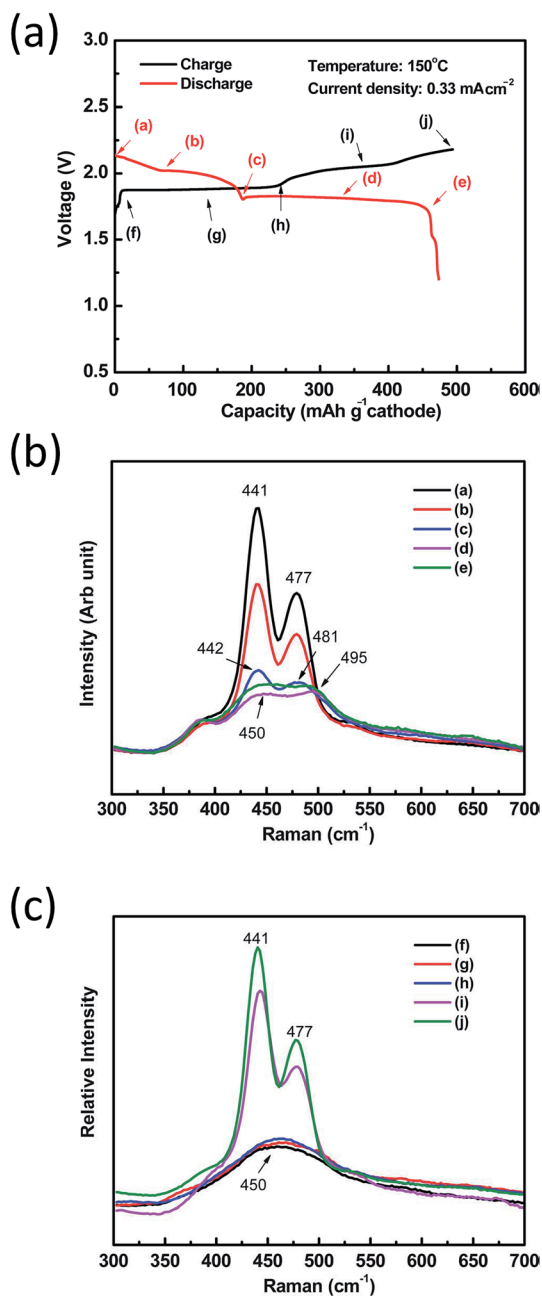 (a)
3.0
2.5
2.0
1.5
1.0
0.5
Voltage (V)
Charge
Discharge
Temperature: 150°C
Current density: 0.33 mAcm⁻²
(a)
(b)
(c)
(d)
(e)
(f)
(g)
(h)
(i)
(j)
0 100 200 300 400 500 600
Capacity (mAh g⁻¹cathode)
(b)
Intensity (Arb unit)
441
477
442
481
495
450
(a)
(b)
(c)
(d)
(e)
300 350 400 450 500 550 600 650 700
Raman (cm⁻¹)
(c)
Relative Intensity
441
477
450
(f)
(g)
(h)
(i)
(j)
300 350 400 450 500 550 600 650 700
Raman (cm⁻¹)